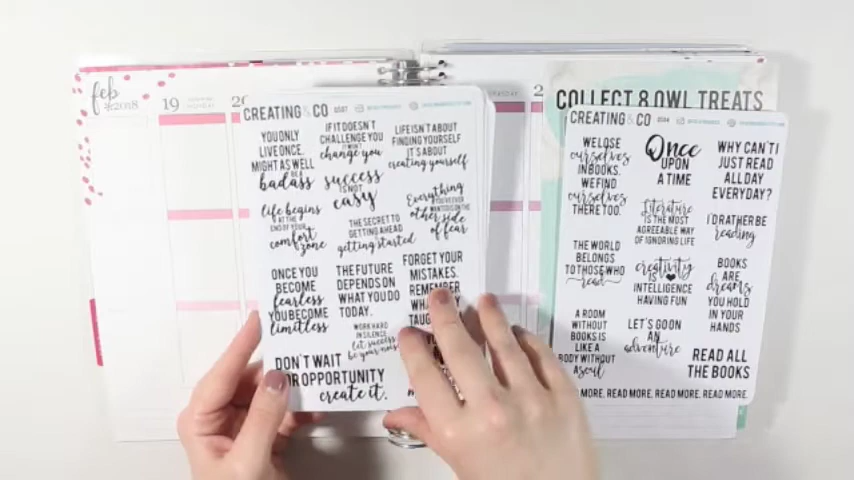 feb
2018
19
20
2
COLLECT 8 OWL TREATS
CREATING & CO
YOU ONLY
LIVE ONCE.
MIGHT AS WELL
BE A
badass
IF IT DOESN'T
CHALLENGE YOU
IT WON'T
change you
LIFE ISN'T ABOUT
FINDING YOURSELF
IT'S ABOUT
creating yourself
success
IS NOT
easy
life begins
AT THE
END OF YOUR
comfort
zone
THE SECRET TO
GETTING AHEAD
IS
getting started
Everything
YOU'VE EVER
WANTED IS ON THE
other side
of fear
ONCE YOU
BECOME
fearless
YOU BECOME
limitless
THE FUTURE
DEPENDS ON
WHAT YOU DO
TODAY.
FORGET YOUR
MISTAKES.
REMEMBER
WORK HARD
IN SILENCE
let success
be your
DON'T WAIT
OPPORTUNITY
create it.
CREATING & CO
WE LOSE
ourselves
IN BOOKS.
WE FIND
ourselves
THERE TOO.
Once
UPON
A TIME
WHY CAN'T I
JUST READ
ALL DAY
EVERYDAY?
Literature
IS THE MOST
AGREEABLE WAY
OF IGNORING LIFE
I'D RATHER BE
reading
THE WORLD
BELONGS
TO THOSE WHO
read
creativity
IS
INTELLIGENCE
HAVING FUN
BOOKS
ARE
dreams
YOU HOLD
IN YOUR
HANDS
A ROOM
WITHOUT
BOOKS IS
LIKE A
BODY WITHOUT
A soul
LET'S GO ON
AN
adventure
READ ALL
THE BOOKS
READ MORE. READ MORE. READ MORE. READ MORE.